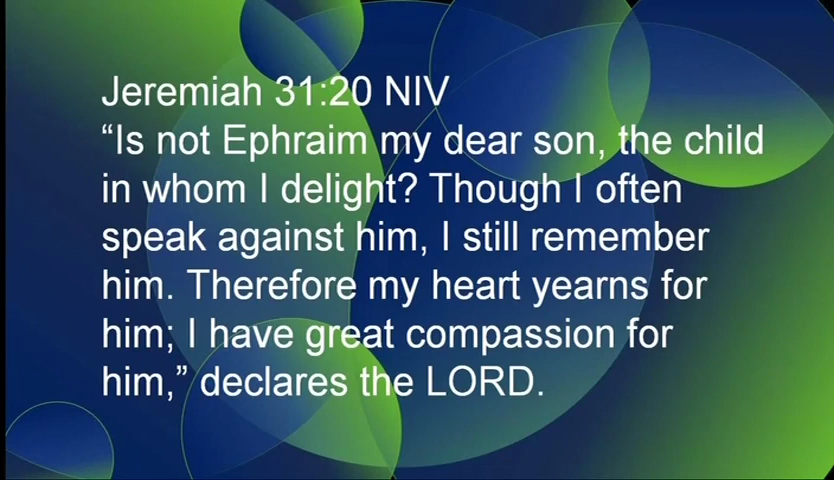 Jeremiah 31:20 NIV
“Is not Ephraim my dear son, the child
in whom I delight? Though I often
speak against him, I still remember
him. Therefore my heart yearns for
him; I have great compassion for
him,” declares the LORD.